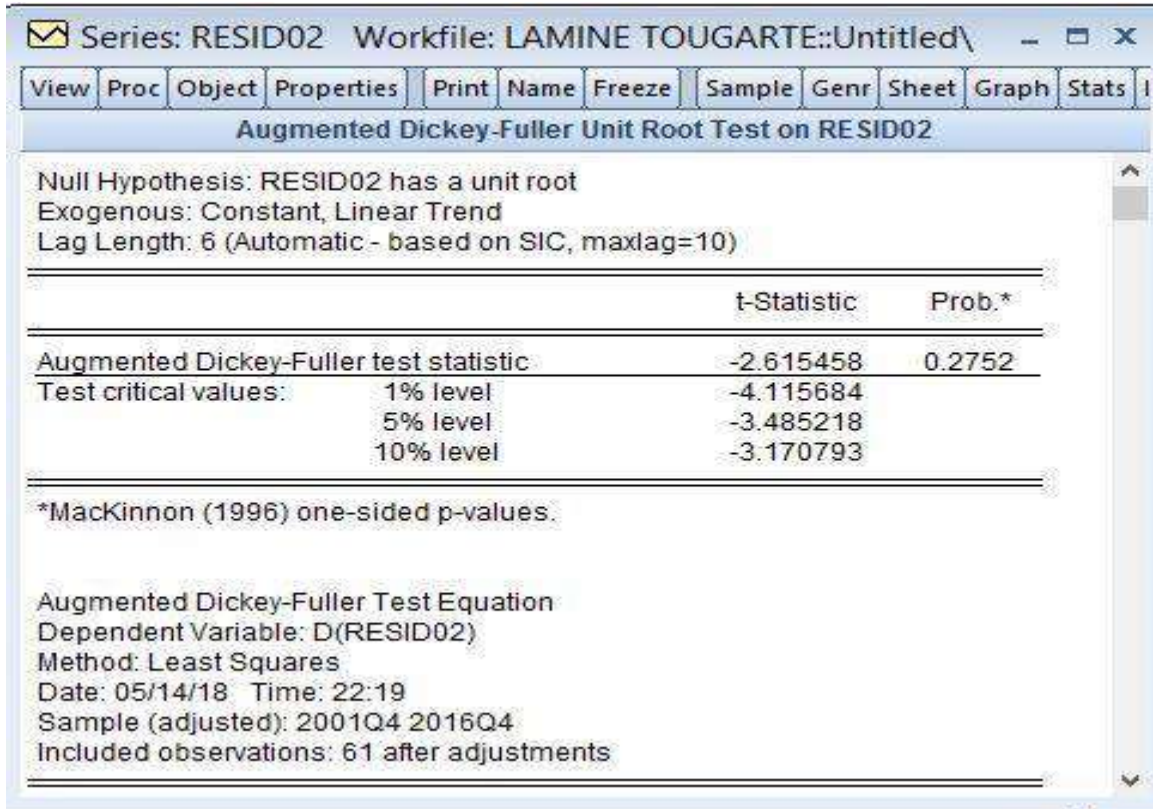 Series: RESID02 Workfile: LAMINE TOUGARTE::Untitled\
View Proc Object Properties Print Name Freeze Sample Genr Sheet Graph Stats
Augmented Dickey-Fuller Unit Root Test on RESID02
Null Hypothesis: RESID02 has a unit root
Exogenous: Constant, Linear Trend
Lag Length: 6 (Automatic - based on SIC, maxlag=10)
t-Statistic Prob.*
Augmented Dickey-Fuller test statistic -2.615458 0.2752
Test critical values: 1% level -4.115684
5% level -3.485218
10% level -3.170793
*MacKinnon (1996) one-sided p-values.
Augmented Dickey-Fuller Test Equation
Dependent Variable: D(RESID02)
Method: Least Squares
Date: 05/14/18 Time: 22:19
Sample (adjusted): 2001Q4 2016Q4
Included observations: 61 after adjustments